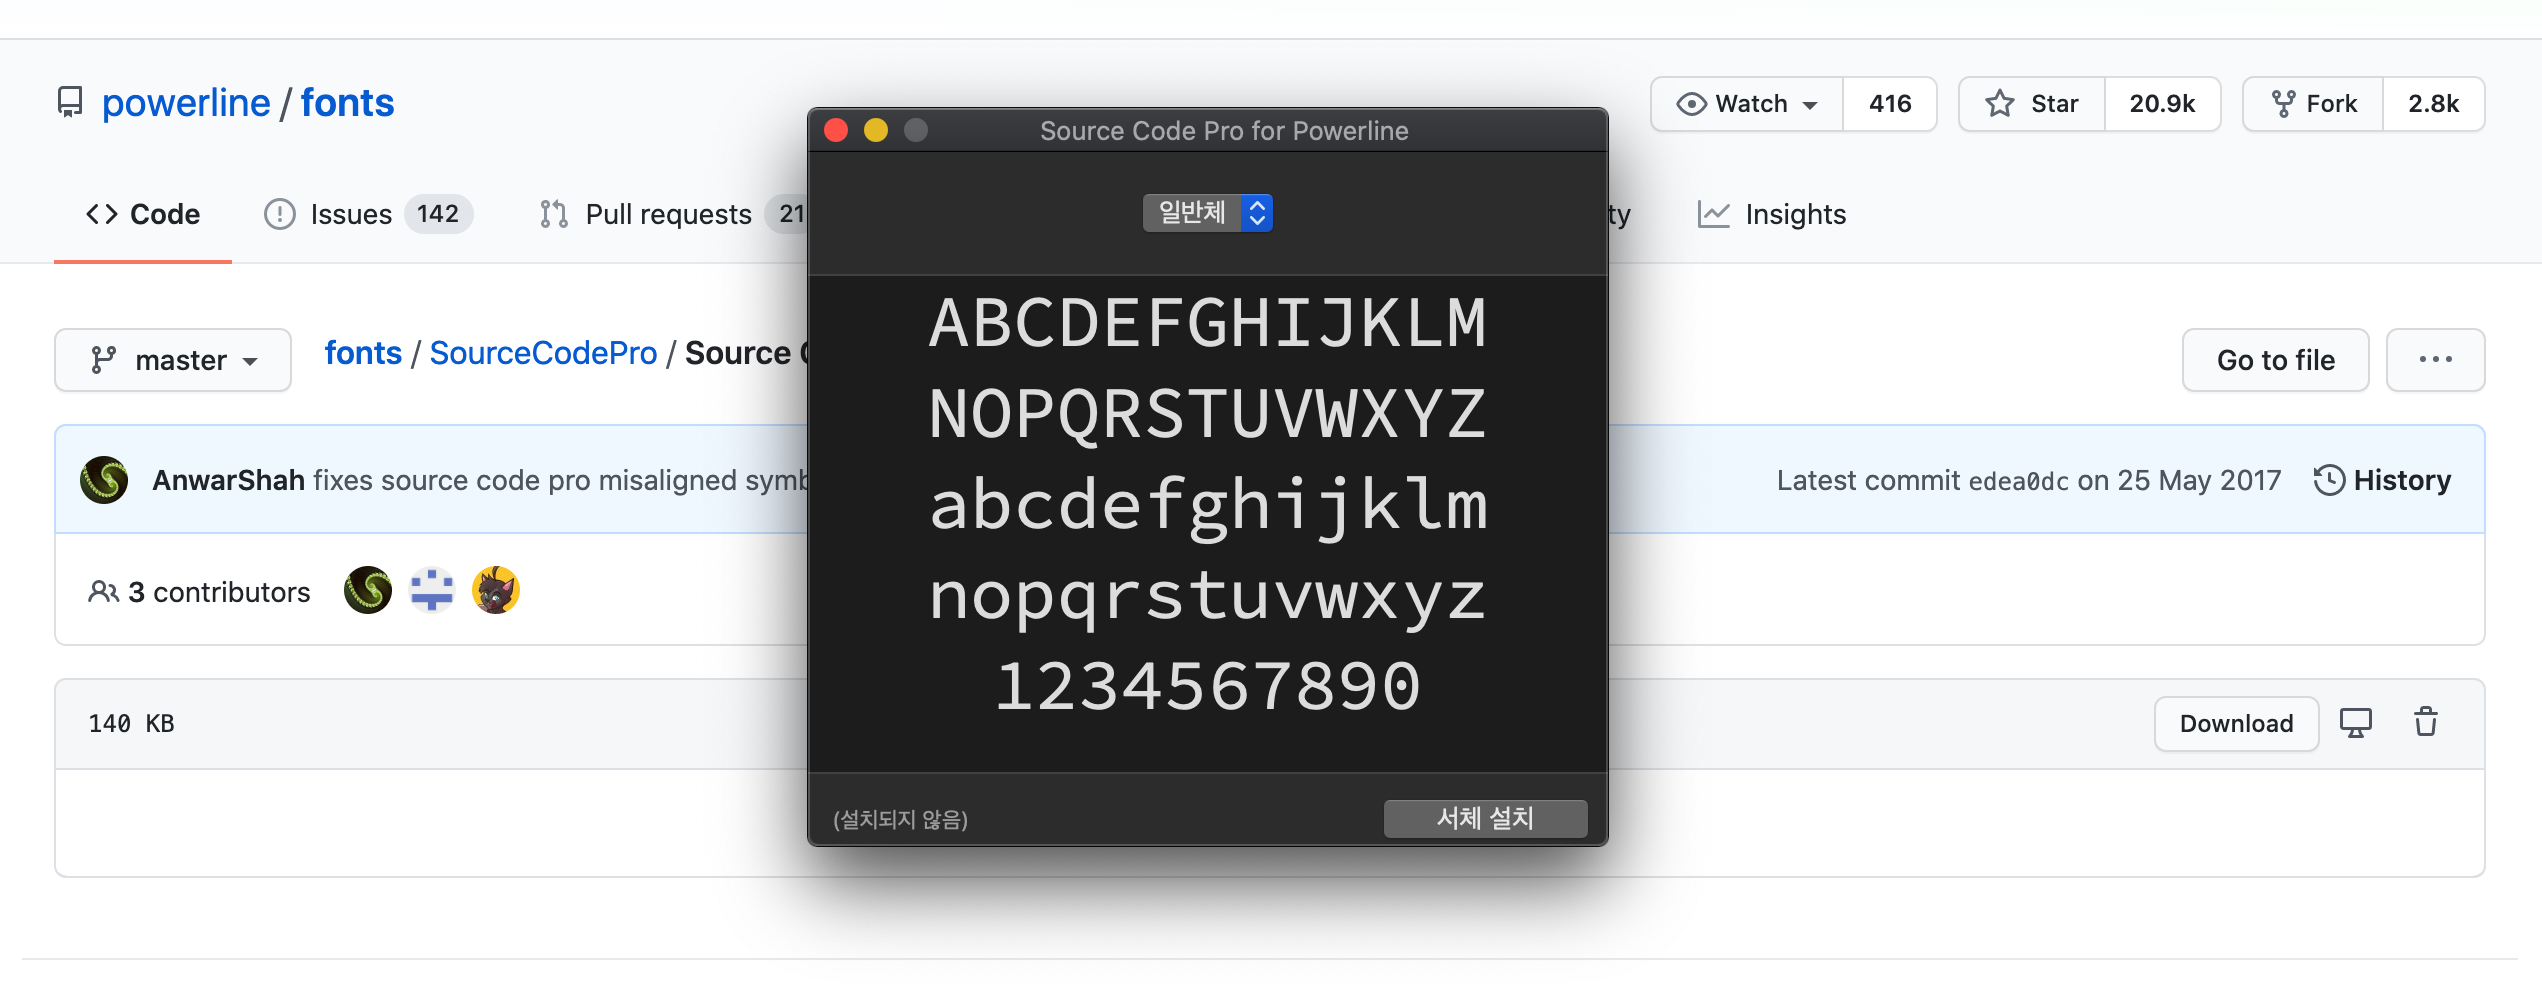 powerline / fonts
Watch 416 Star 20.9k Fork 2.8k
Code Issues 142 Pull requests 21
Insights
master
fonts / SourceCodePro / Source
Go to file
AnwarShah fixes source code pro misaligned
Latest commit edea0dc on 25 May 2017 History
3 contributors
140 KB
Download
Source Code Pro for Powerline
일반체
ABCDEFGHIJKLM
NOPQRSTUVWXYZ
abcdefghijklm
nopqrstuvwxyz
1234567890
(설치되지 않음)
서체 설치